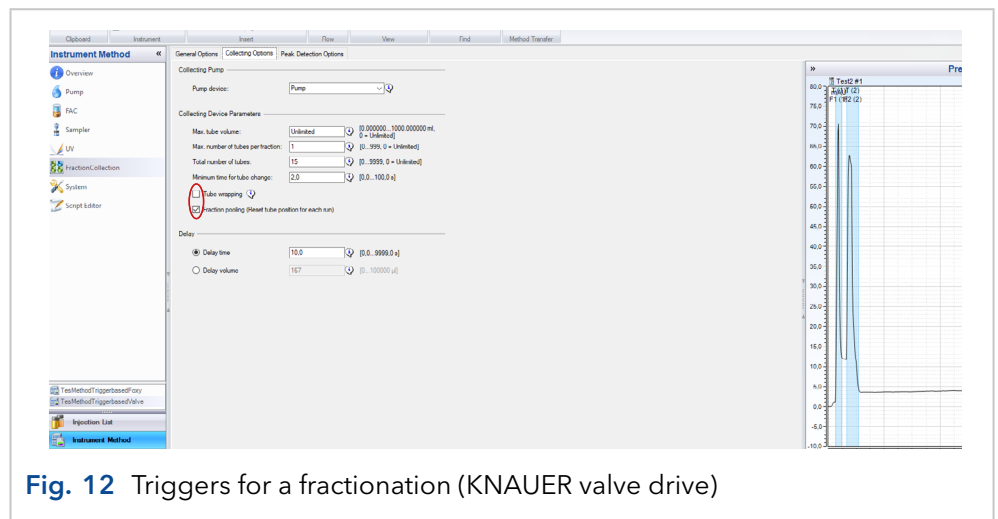 Clipboard Instrument Insert Flow View Find Method Transfer
Instrument Method «
General Options Collecting Options Peak Detection Options
Overview
Pump
FAC
Sampler
UV
FractionCollection
System
Script Editor
TesMethodTriggerbasedFoxy
TesMethodTriggerbasedValve
Injection List
Instrument Method
Collecting Pump
Pump device: Pump
Collecting Device Parameters
Max. tube volume: Unlimited [0.000000...1000.000000 ml,
0 = Unlimited]
Max. number of tubes per fraction: 1 [0...999, 0 = Unlimited]
Total number of tubes: 15 [0...9999, 0 = Unlimited]
Minimum time for tube change: 2,0 [0,0...100,0 s]
Tube wrapping
Fraction pooling (Reset tube position for each run)
Delay
Delay time 10,0 [0,0...9999,0 s]
Delay volume 167 [0...100000 µl]
» Pre
Test2 #1
80,0
75,0
65,0
60,0
55,0
50,0
45,0
40,0
35,0
30,0
25,0
20,0
15,0
10,0
5,0
0,0
-5,0
-10,0
Fig. 12 Triggers for a fractionation (KNAUER valve drive)